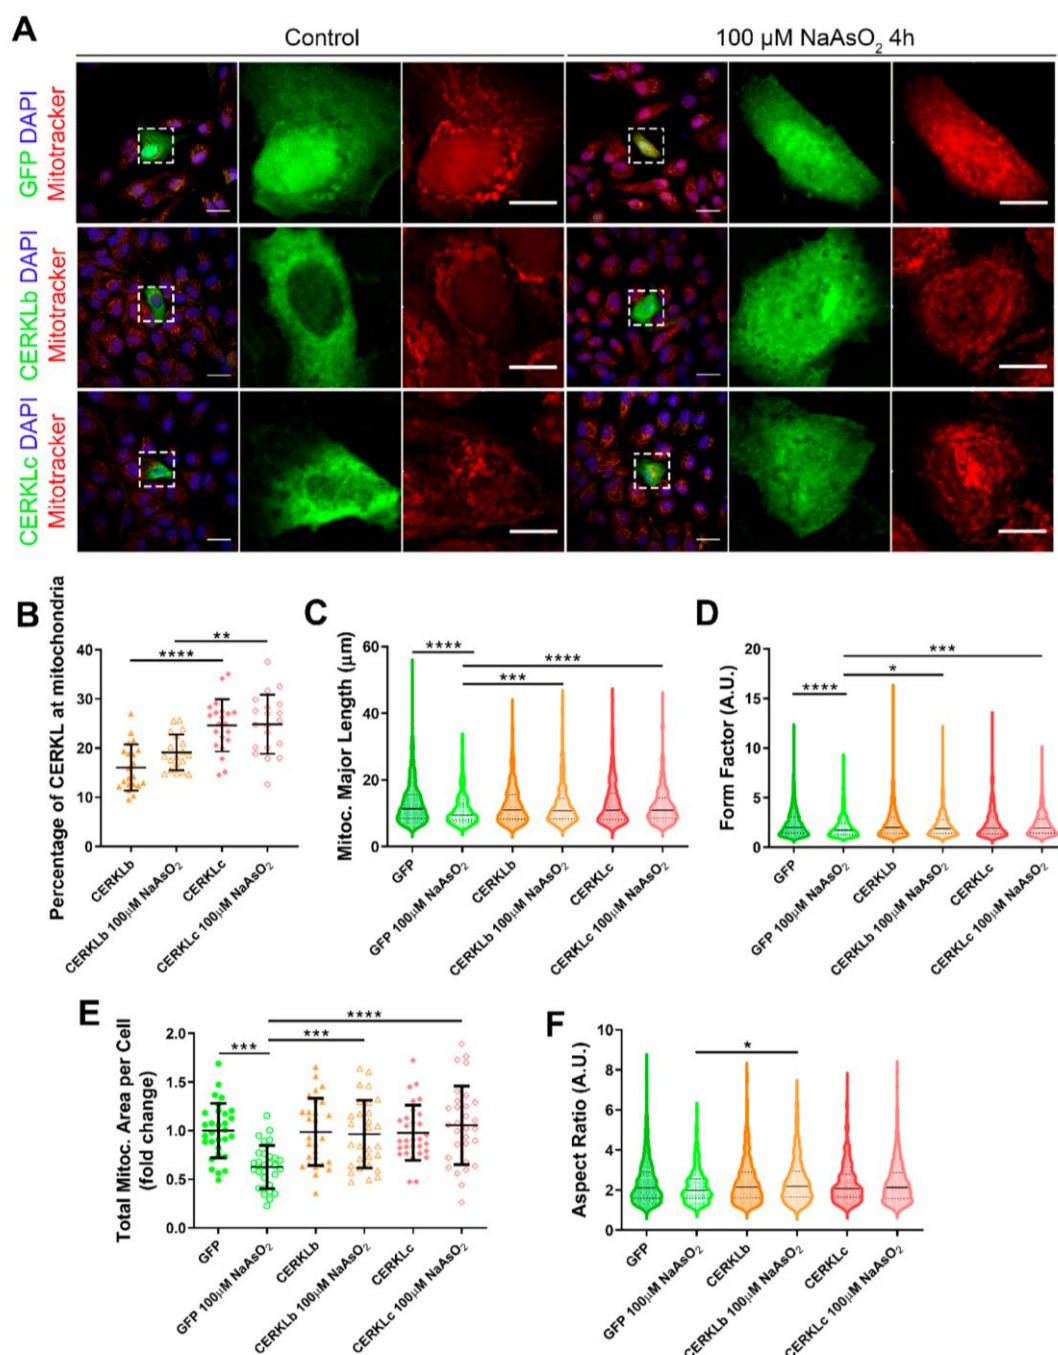 A
Control
100 µM NaAsO2 4h
GFP DAPI
Mitotracker
CERKLb DAPI
Mitotracker
CERKLc DAPI
Mitotracker
B
Percentage of CERKL at mitochondria
40
30
20
10
0
****
**
CERKLb
CERKLb 100µM NaAsO2
CERKLc
CERKLc 100µM NaAsO2
C
Mitoc. Major Length (µm)
60
40
20
0
****
****
***
GFP
GFP 100µM NaAsO2
CERKLb
CERKLb 100µM NaAsO2
CERKLc
CERKLc 100µM NaAsO2
D
Form Factor (A.U.)
20
15
10
5
0
***
*
****
GFP
GFP 100µM NaAsO2
CERKLb
CERKLb 100µM NaAsO2
CERKLc
CERKLc 100µM NaAsO2
E
Total Mitoc. Area per Cell
(fold change)
2.0
1.5
1.0
0.5
0.0
****
***
***
GFP
GFP 100µM NaAsO2
CERKLb
CERKLb 100µM NaAsO2
CERKLc
CERKLc 100µM NaAsO2
F
Aspect Ratio (A.U.)
10
8
6
4
2
0
*
GFP
GFP 100µM NaAsO2
CERKLb
CERKLb 100µM NaAsO2
CERKLc
CERKLc 100µM NaAsO2